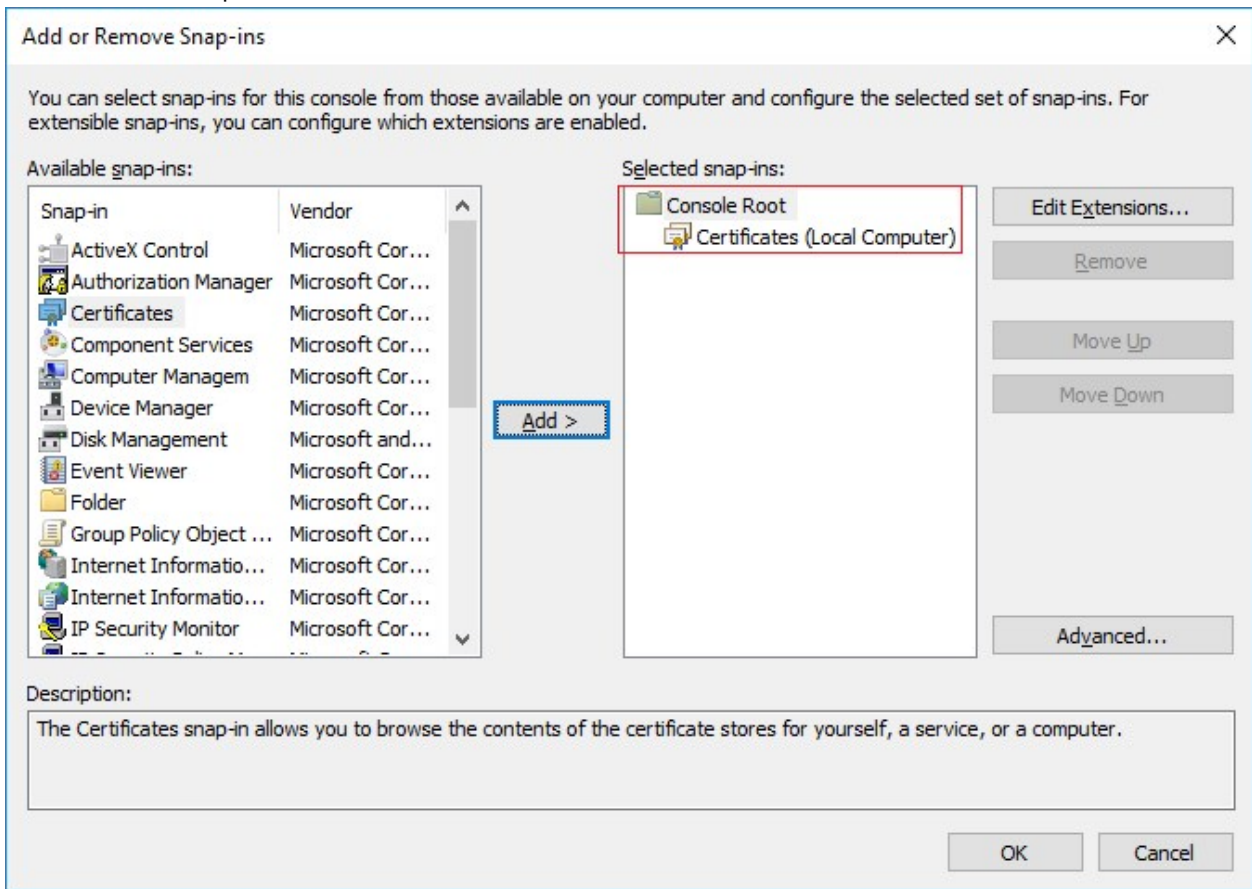 Add or Remove Snap-ins
You can select snap-ins for this console from those available on your computer and configure the selected set of snap-ins. For
extensible snap-ins, you can configure which extensions are enabled.
Available snap-ins:
Snap-in Vendor
ActiveX Control Microsoft Cor...
Authorization Manager Microsoft Cor...
Certificates Microsoft Cor...
Component Services Microsoft Cor...
Computer Managem Microsoft Cor...
Device Manager Microsoft Cor...
Disk Management Microsoft and...
Event Viewer Microsoft Cor...
Folder Microsoft Cor...
Group Policy Object ... Microsoft Cor...
Internet Informatio... Microsoft Cor...
Internet Informatio... Microsoft Cor...
IP Security Monitor Microsoft Cor...
Add >
Selected snap-ins:
Console Root
Certificates (Local Computer)
Edit Extensions...
Remove
Move Up
Move Down
Advanced...
Description:
The Certificates snap-in allows you to browse the contents of the certificate stores for yourself, a service, or a computer.
OK Cancel